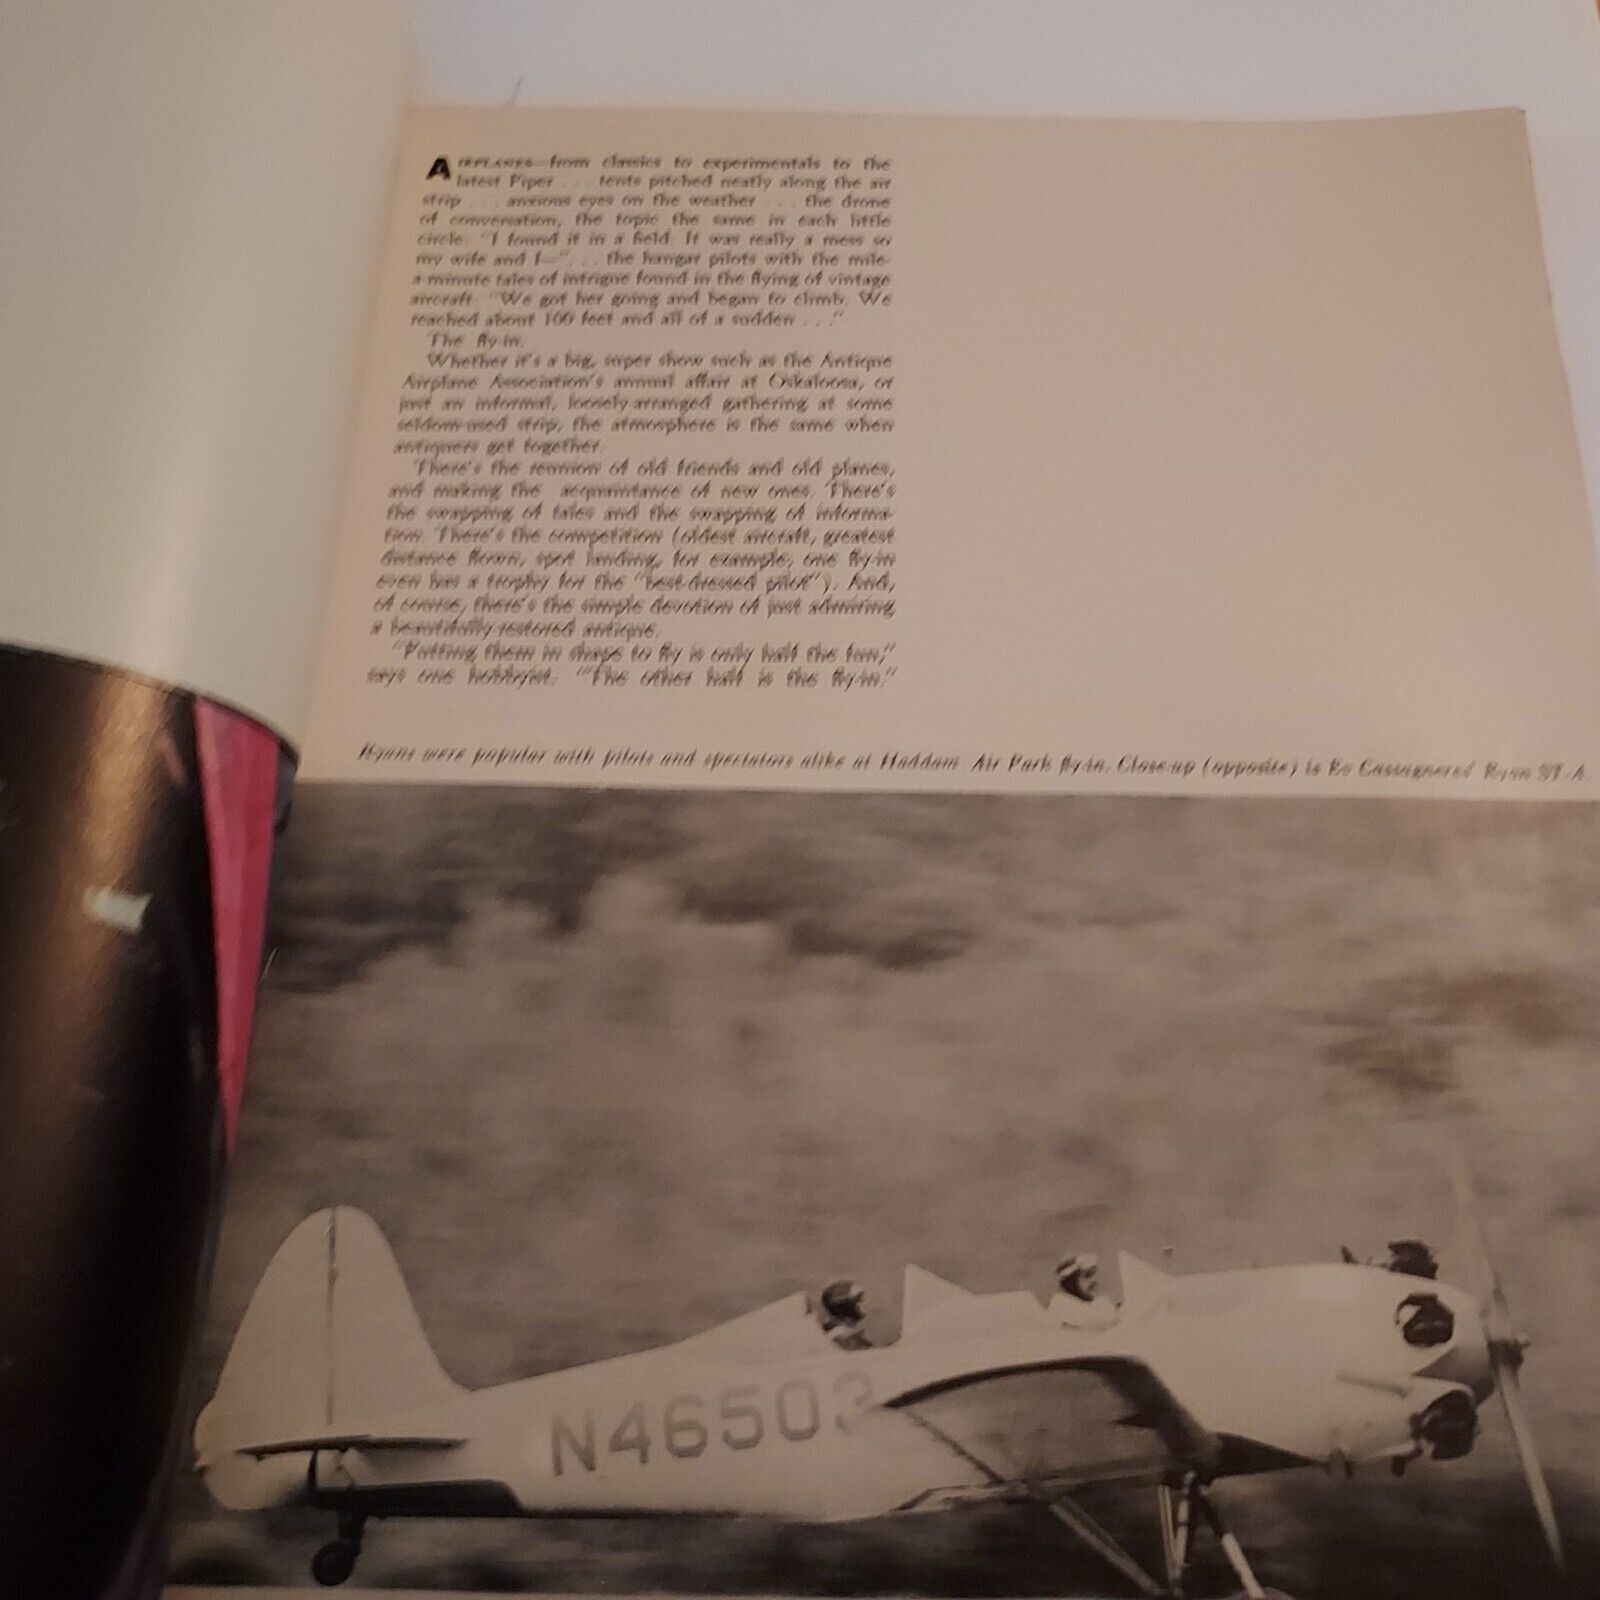 AIRPLANES—from classics to experimentals to the
latest Piper . . . tents pitched neatly along the air
strip . . . anxious eyes on the weather . . . the drone
of conversation, the topic the same in each little
circle. "I found it in a field. It was really a mess so
my wife and I—" . . . the hangar pilots with the mile-
a-minute tales of intrigue found in the flying of vintage
aircraft. "We got her going and began to climb. We
reached about 100 feet and all of a sudden . . ."
The fly-in.
Whether it's a big, super show such as the Antique
Airplane Association's annual affair at Oskaloosa, or
just an informal, loosely-arranged gathering at some
seldom-used strip, the atmosphere is the same when
antiquers get together.
There's the reunion of old friends and old planes,
and making the acquaintance of new ones. There's
the swapping of tales and the swapping of informa-
tion. There's the competition (oldest aircraft, greatest
distance flown, spot landing, for example; one fly-in
even has a trophy for the "best-dressed pilot"). And,
of course, there's the simple devotion of just admiring
a beautifully-restored antique.
"Putting them in shape to fly is only half the fun,"
says one hobbyist. "The other half is the fly-in."
Ryans were popular with pilots and spectators alike at Haddam Air Park fly-in. Close-up (opposite) is Ev Cassagneres' Ryan ST-A.
N46503